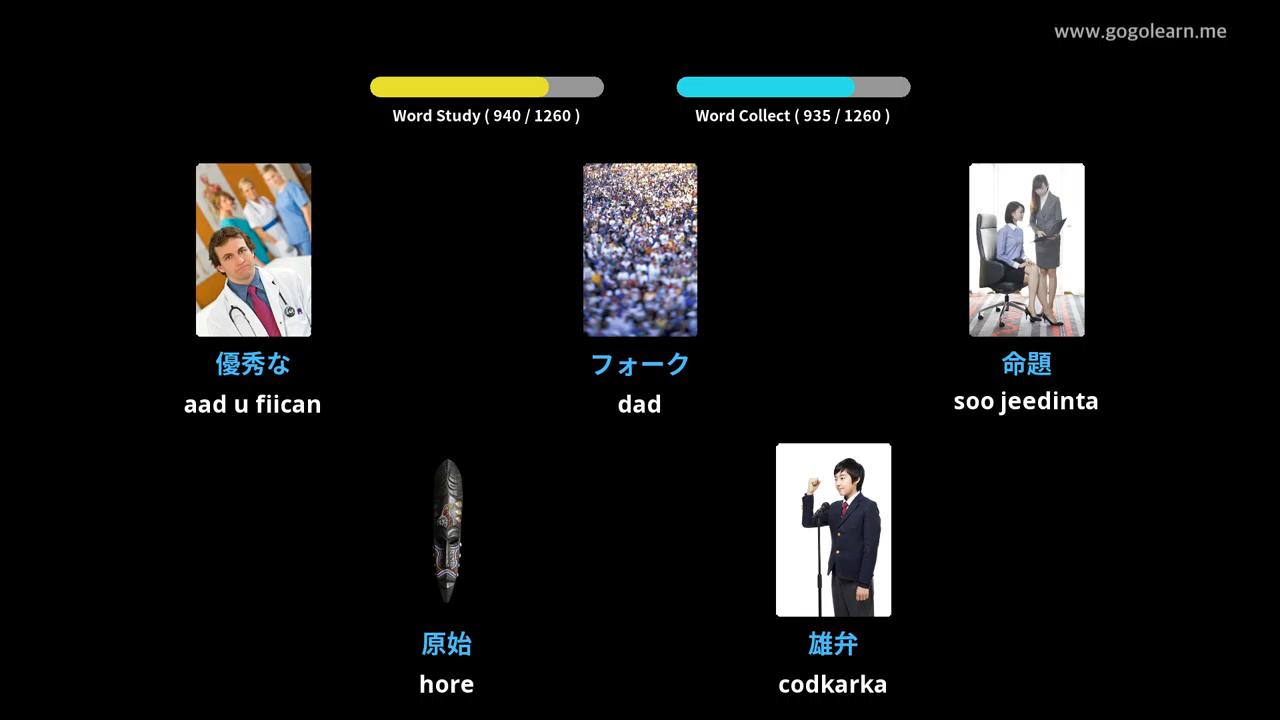 www.gogolearn.me
Word Study ( 940 / 1260 )
Word Collect ( 935 / 1260 )
優秀な
aad u fiican
フォーク
dad
命題
soo jeedinta
原始
hore
雄弁
codkarka